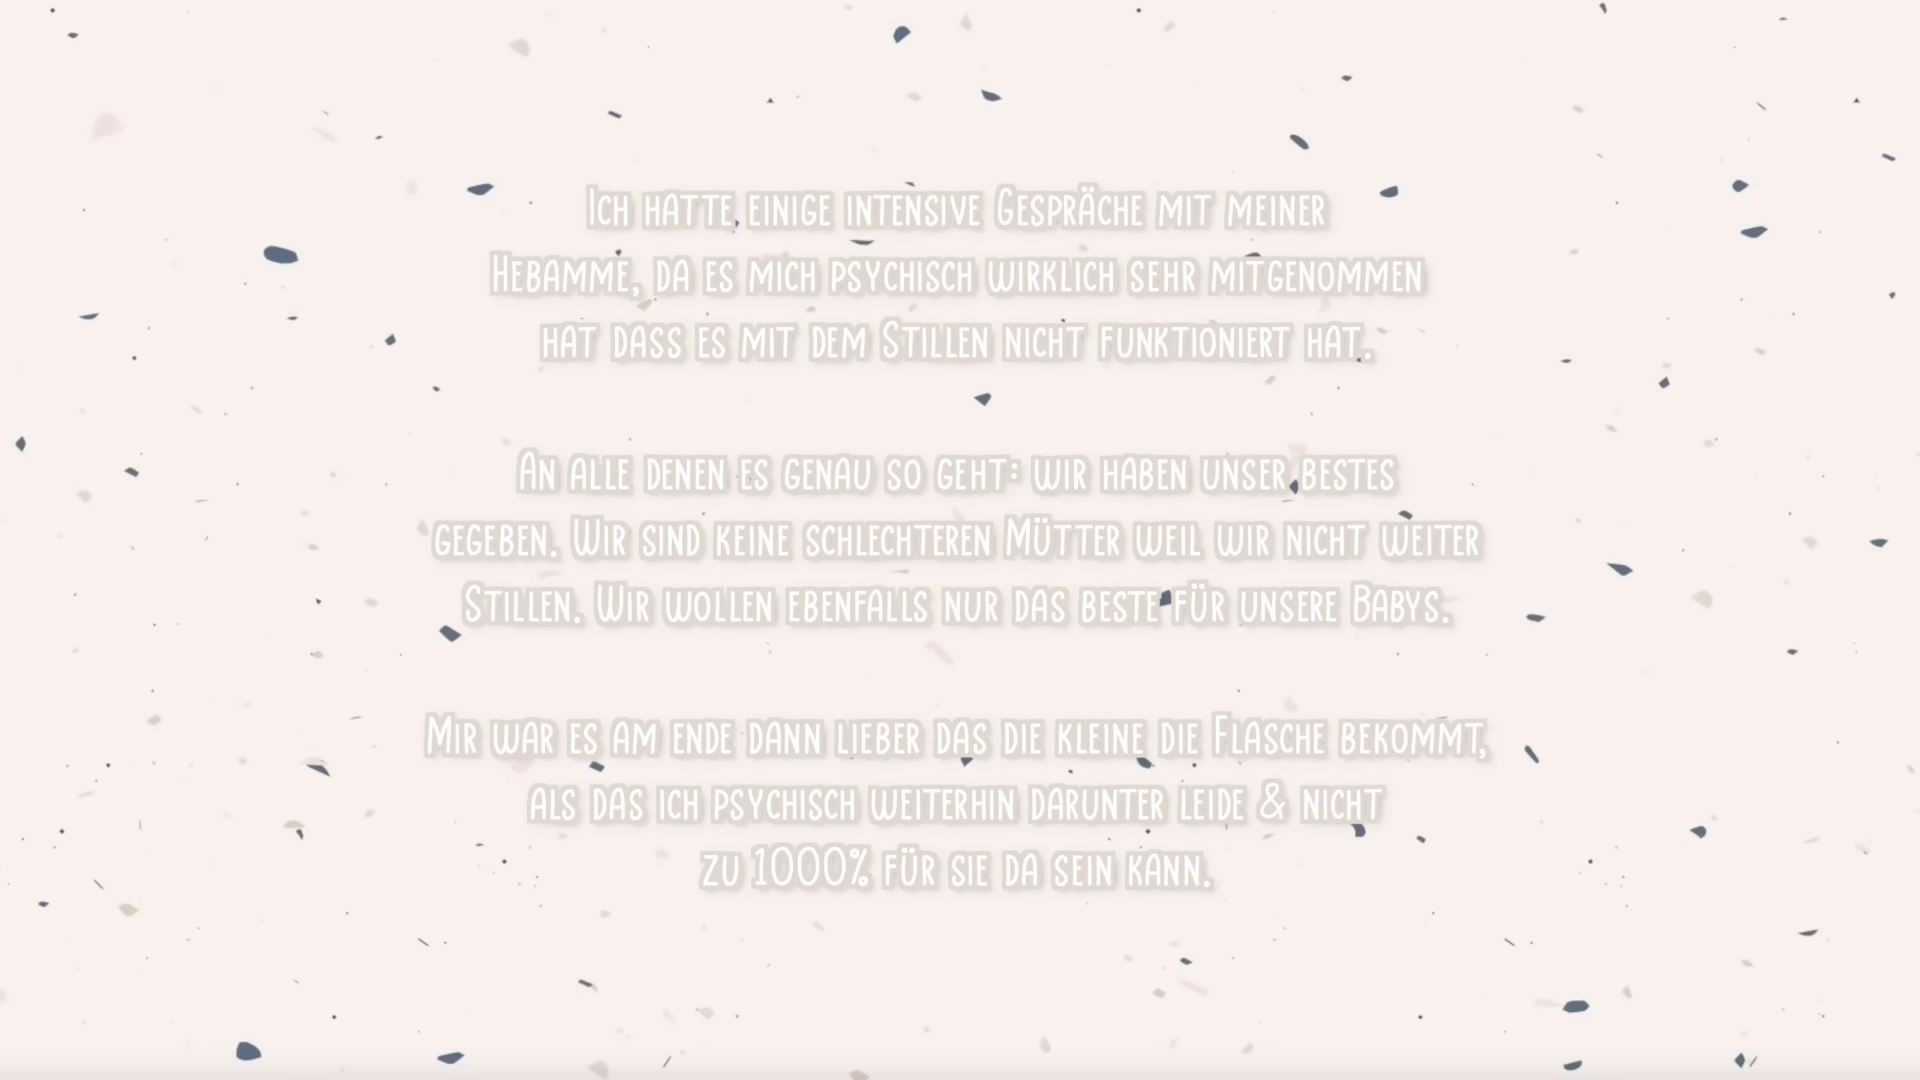 Ich hatte einige intensive Gespräche mit meiner
Hebamme, da es mich psychisch wirklich sehr mitgenommen
hat dass es mit dem Stillen nicht funktioniert hat.
An alle denen es genau so geht: wir haben unser bestes
gegeben. Wir sind keine schlechteren Mütter weil wir nicht weiter
Stillen. Wir wollen ebenfalls nur das beste für unsere Babys.
Mir war es am ende dann lieber das die kleine die Flasche bekommt,
als das ich psychisch weiterhin darunter leide & nicht
zu 1000% für sie da sein kann.